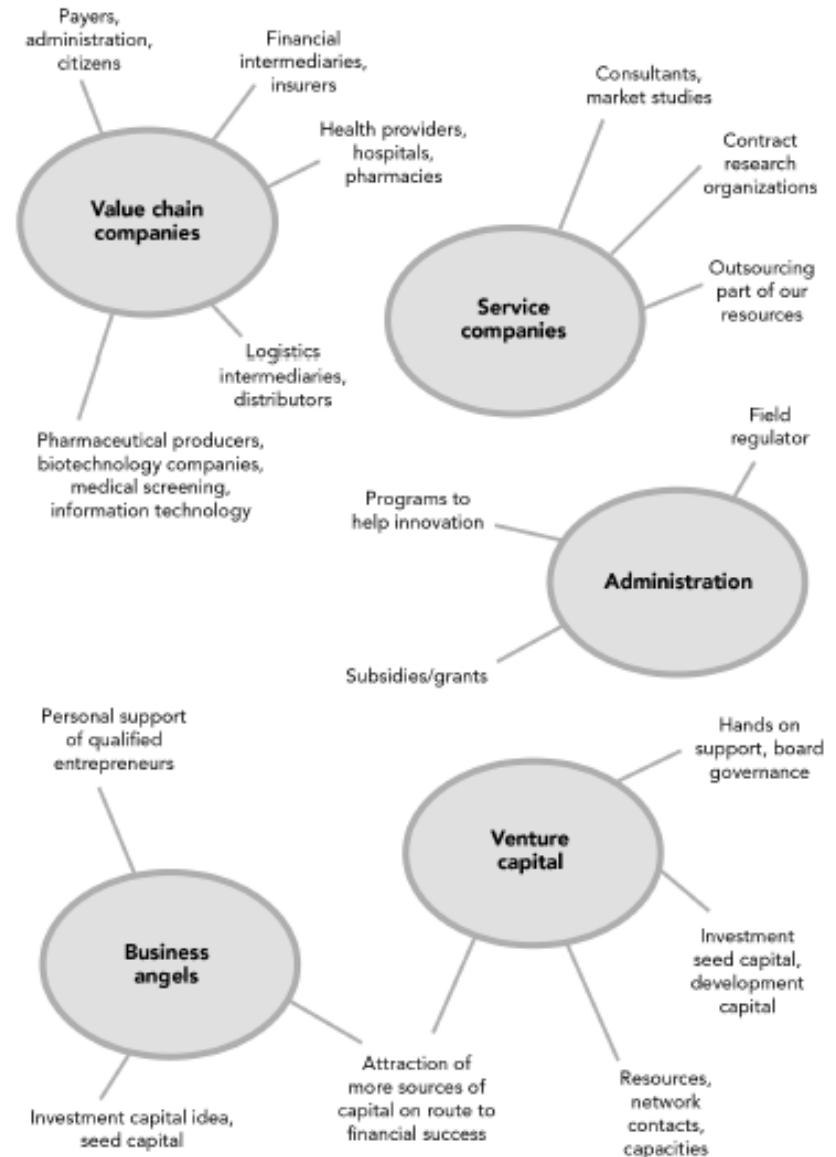 Payers,
administration,
citizens
Financial
intermediaries,
insurers
Health providers,
hospitals,
pharmacies
Value chain
companies
Logistics
intermediaries,
distributors
Pharmaceutical producers,
biotechnology companies,
medical screening,
information technology
Consultants,
market studies
Contract
research
organizations
Service
companies
Outsourcing
part of our
resources
Field
regulator
Programs to
help innovation
Administration
Subsidies/grants
Personal support
of qualified
entrepreneurs
Business
angels
Investment capital idea,
seed capital
Attraction of
more sources of
capital on route to
financial success
Hands on
support, board
governance
Venture
capital
Investment
seed capital,
development
capital
Resources,
network
contacts,
capacities